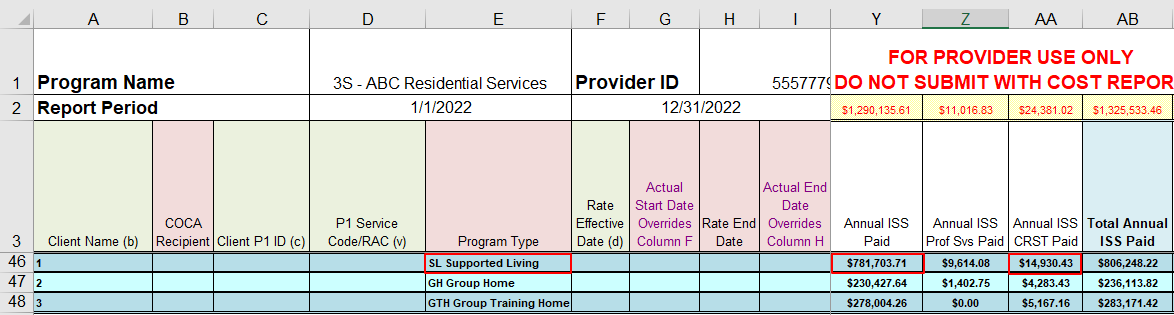 A B C D E F G H I Y Z AA AB
FOR PROVIDER USE ONLY
1 Program Name 3S - ABC Residential Services Provider ID 5557779 DO NOT SUBMIT WITH COST REPOR
2 Report Period 1/1/2022 12/31/2022 $1,290,135.61 $11,016.83 $24,381.02 $1,325,533.46
Actual Actual End
Rate Start Date Date
COCA P1 Service Effective Overrides Rate End Overrides Annual ISS Annual ISS Annual ISS Total Annual
3 Client Name (b) Recipient Client P1 ID (c) Code/RAC (v) Program Type Date (d) Column F Date Column H Paid Prof Svs Paid CRST Paid ISS Paid
46 1 SL Supported Living $781,703.71 $9,614.08 $14,930.43 $806,248.22
47 2 GH Group Home $230,427.64 $1,402.75 $4,283.43 $236,113.82
48 3 GTH Group Training Home $278,004.26 $0.00 $5,167.16 $283,171.42